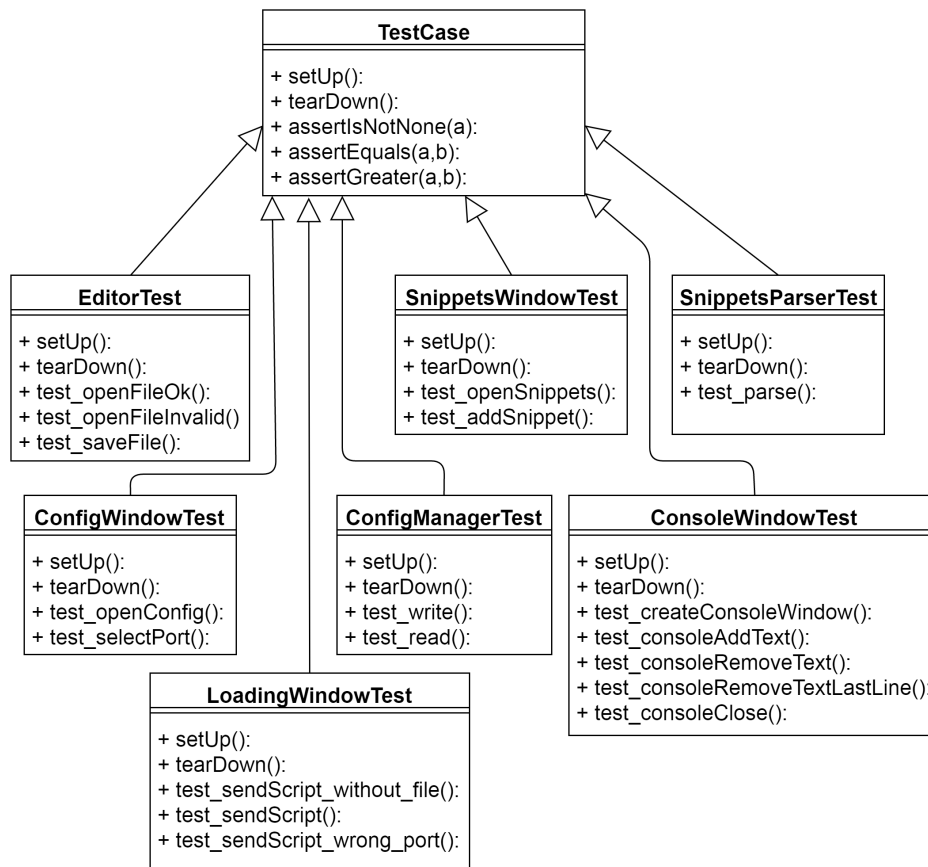 TestCase
+ setUp():
+ tearDown():
+ assertIsNotNone(a):
+ assertEquals(a,b):
+ assertGreater(a,b):
EditorTest
+ setUp():
+ tearDown():
+ test_openFileOk():
+ test_openFileInvalid()
+ test_saveFile():
SnippetsWindowTest
+ setUp():
+ tearDown():
+ test_openSnippets():
+ test_addSnippet():
SnippetsParserTest
+ setUp():
+ tearDown():
+ test_parse():
ConfigWindowTest
+ setUp():
+ tearDown():
+ test_openConfig():
+ test_selectPort():
ConfigManagerTest
+ setUp():
+ tearDown():
+ test_write():
+ test_read():
ConsoleWindowTest
+ setUp():
+ tearDown():
+ test_createConsoleWindow():
+ test_consoleAddText():
+ test_consoleRemoveText():
+ test_consoleRemoveTextLastLine():
+ test_consoleClose():
LoadingWindowTest
+ setUp():
+ tearDown():
+ test_sendScript_without_file():
+ test_sendScript():
+ test_sendScript_wrong_port():